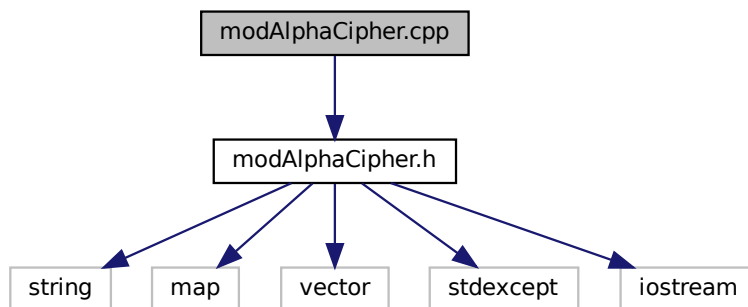 modAlphaCipher.cpp
modAlphaCipher.h
string
map
vector
stdexcept
iostream